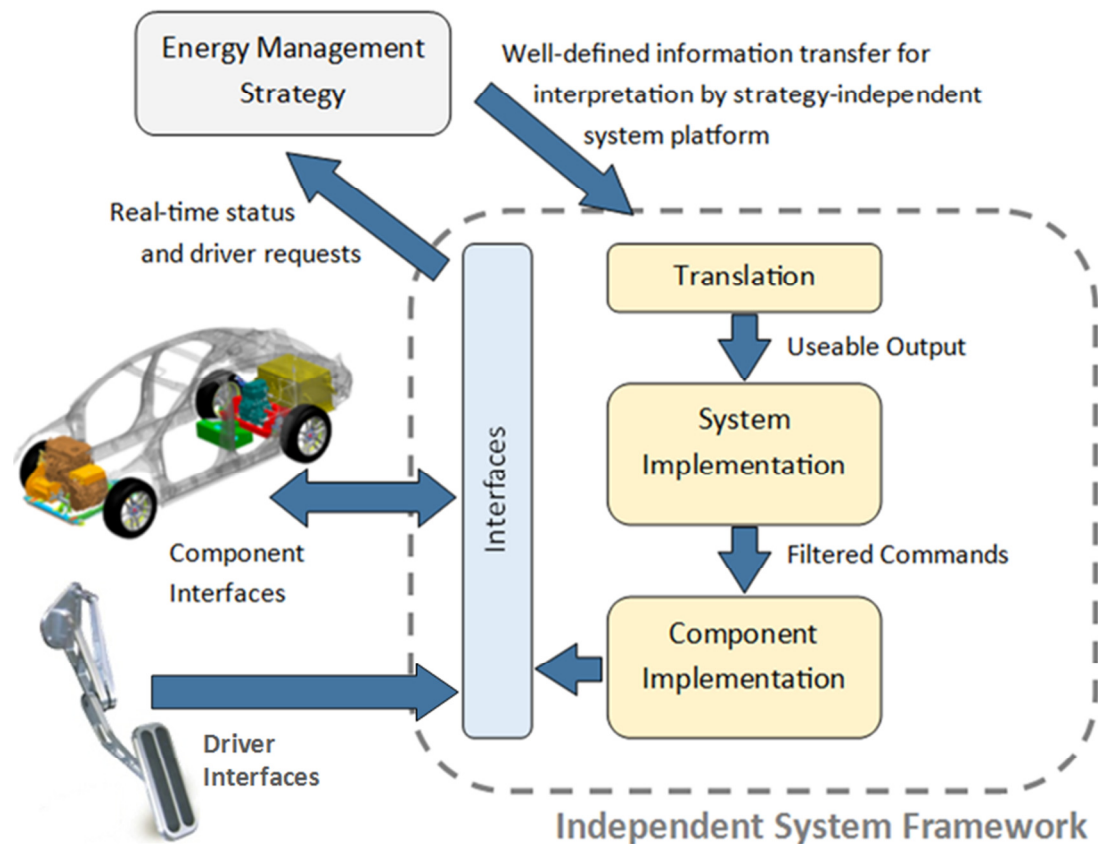 Energy Management
Strategy
Well-defined information transfer for
interpretation by strategy-independent
system platform
Real-time status
and driver requests
Translation
Useable Output
System
Implementation
Interfaces
Filtered Commands
Component
Interfaces
Component
Implementation
Driver
Interfaces
Independent System Framework